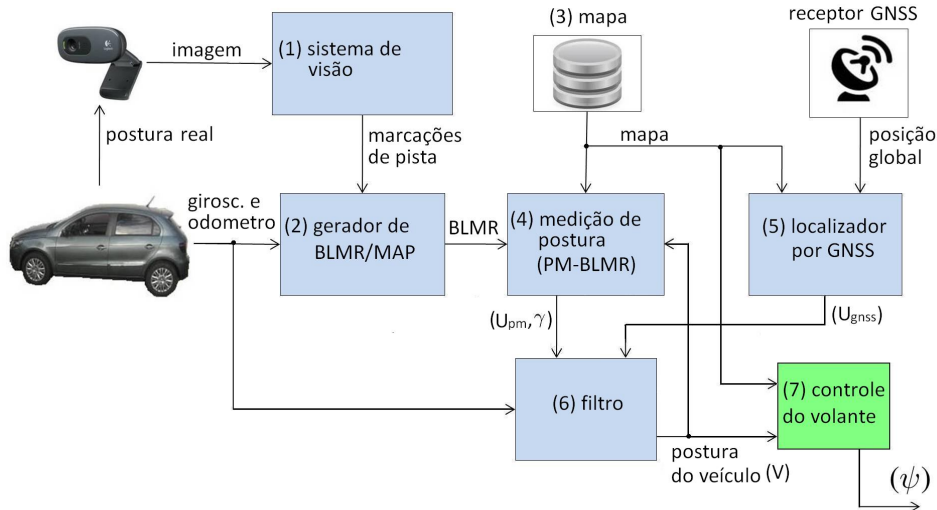 receptor GNSS
(3) mapa
imagem
(1) sistema de
visão
postura real
marcações
de pista
mapa
posição
global
girosc. e
odometro
(2) gerador de
BLMR/MAP
BLMR
(4) medição de
postura
(PM-BLMR)
(5) localizador
por GNSS
(Upm,γ)
(Ugnss)
(6) filtro
(7) controle
do volante
postura
do veículo (V)
(ψ)